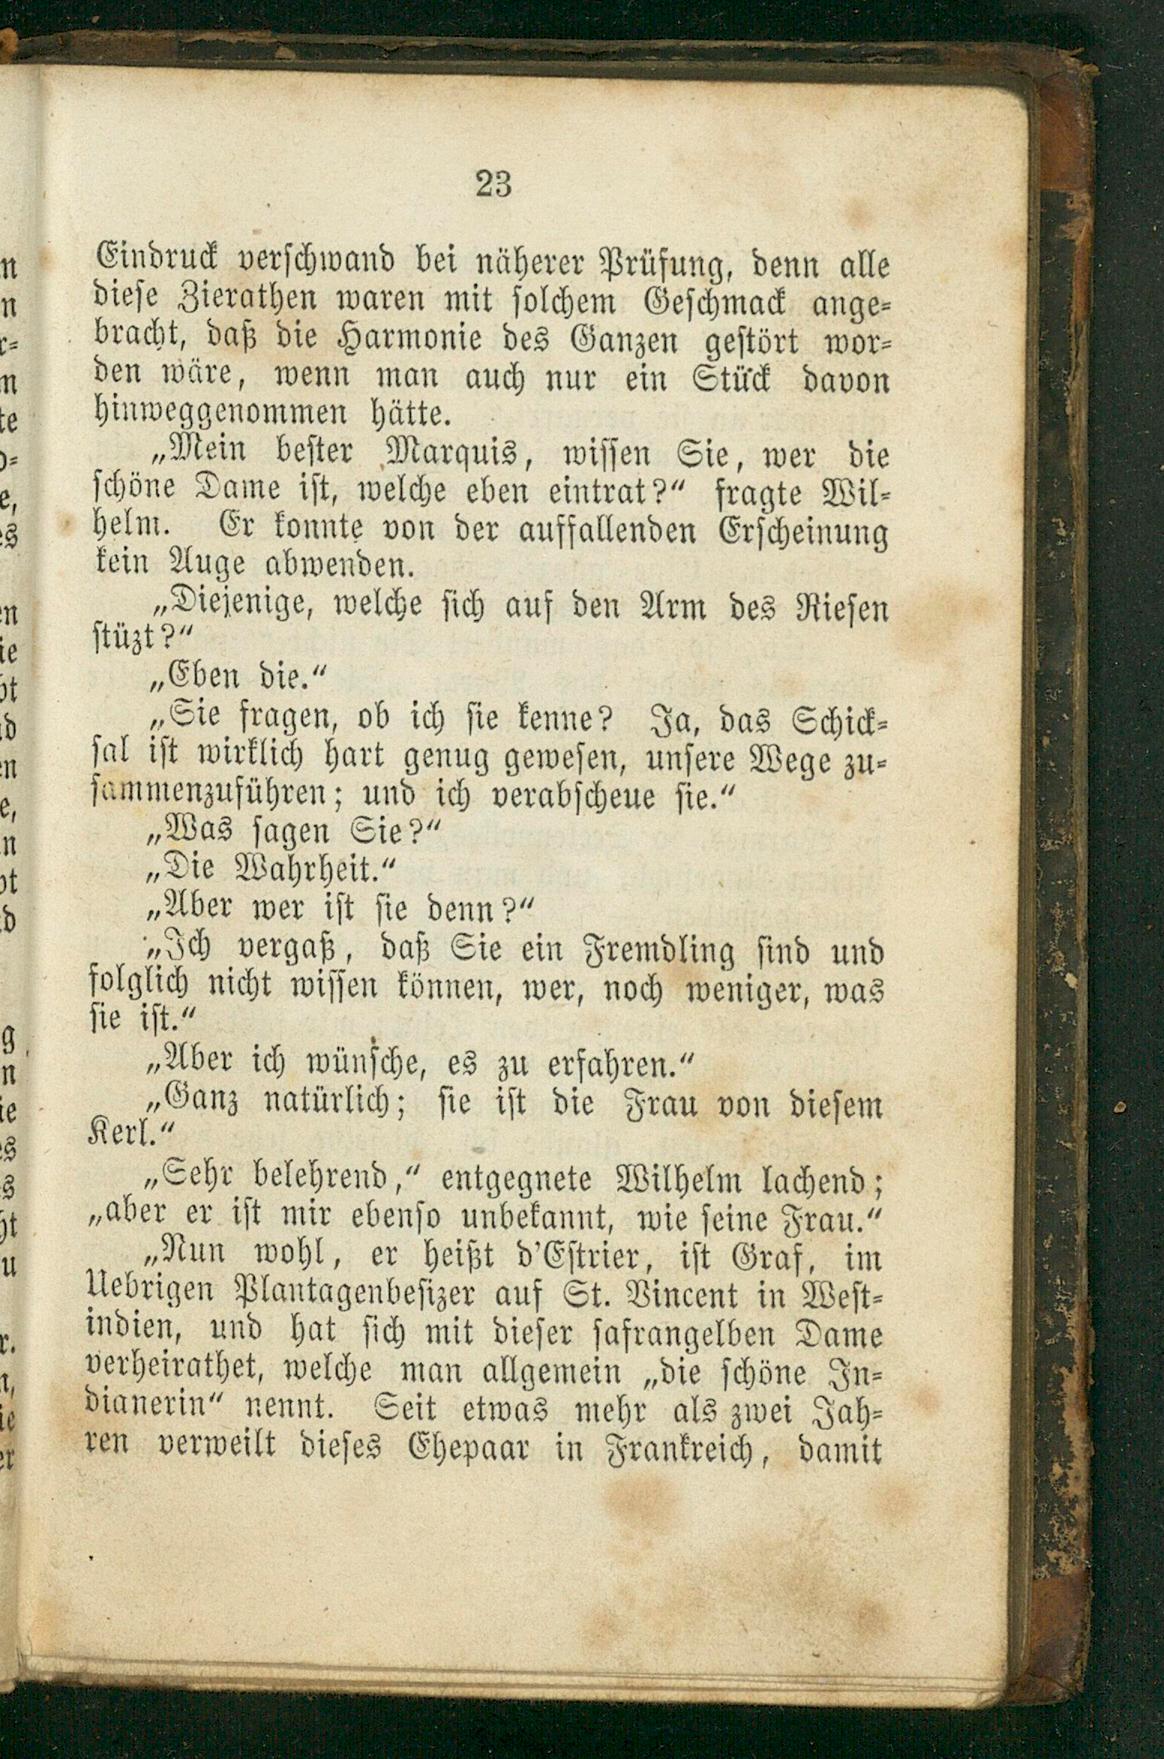 23
Eindruck verschwand bei näherer Prüfung, denn alle
diese Zierathen waren mit solchem Geschmack ange-
bracht, daß die Harmonie des Ganzen gestört wor-
den wäre, wenn man auch nur ein Stück davon
hinweggenommen hätte.
„Mein bester Marquis, wissen Sie, wer die
schöne Dame ist, welche eben eintrat?“ fragte Wil-
helm. Er konnte von der auffallenden Erscheinung
kein Auge abwenden.
„Diejenige, welche sich auf den Arm des Riesen
stüzt?“
„Eben die.“
„Sie fragen, ob ich sie kenne? Ja, das Schick-
sal ist wirklich hart genug gewesen, unsere Wege zu-
sammenzuführen; und ich verabscheue sie.“
„Was sagen Sie?“
„Die Wahrheit.“
„Aber wer ist sie denn?“
„Ich vergaß, daß Sie ein Fremdling sind und
folglich nicht wissen können, wer, noch weniger, was
sie ist.“
„Aber ich wünsche, es zu erfahren.“
„Ganz natürlich; sie ist die Frau von diesem
Kerl.“
„Sehr belehrend,“ entgegnete Wilhelm lachend;
„aber er ist mir ebenso unbekannt, wie seine Frau.“
„Nun wohl, er heißt d'Estrier, ist Graf, im
Uebrigen Plantagenbesizer auf St. Vincent in West-
indien, und hat sich mit dieser safrangelben Dame
verheirathet, welche man allgemein „die schöne In-
dianerin“ nennt. Seit etwas mehr als zwei Jah-
ren verweilt dieses Ehepaar in Frankreich, damit